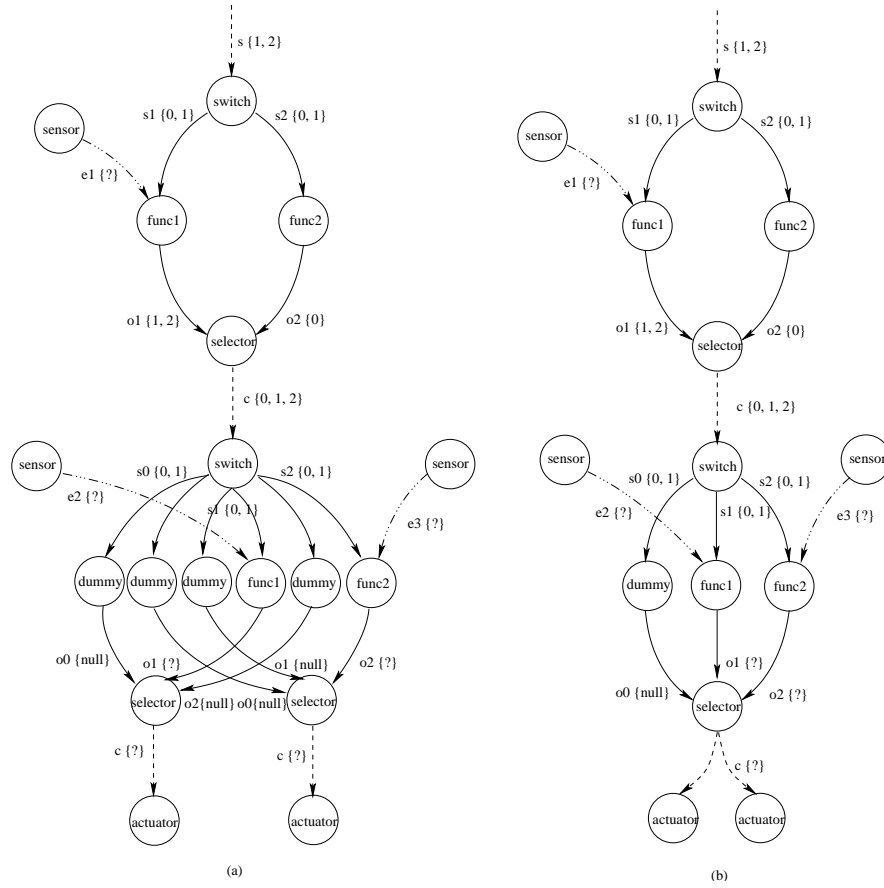 s {1, 2}
switch
s1 {0, 1}
s2 {0, 1}
sensor
e1 {?}
func1
func2
o1 {1, 2}
o2 {0}
selector
c {0, 1, 2}
sensor
s0 {0, 1}
switch
s2 {0, 1}
sensor
e2 {?}
s1 {0, 1}
e3 {?}
dummy
dummy
dummy
func1
dummy
func2
o0 {null}
o1 {?}
o1 {null}
o2 {?}
selector
o2{null}
o0{null}
selector
c {?}
c {?}
actuator
actuator
(a)
s {1, 2}
switch
s1 {0, 1}
s2 {0, 1}
sensor
e1 {?}
func1
func2
o1 {1, 2}
o2 {0}
selector
c {0, 1, 2}
sensor
s0 {0, 1}
switch
s2 {0, 1}
sensor
e2 {?}
s1 {0, 1}
e3 {?}
dummy
func1
func2
o0 {null}
o1 {?}
o2 {?}
selector
c {?}
actuator
actuator
(b)